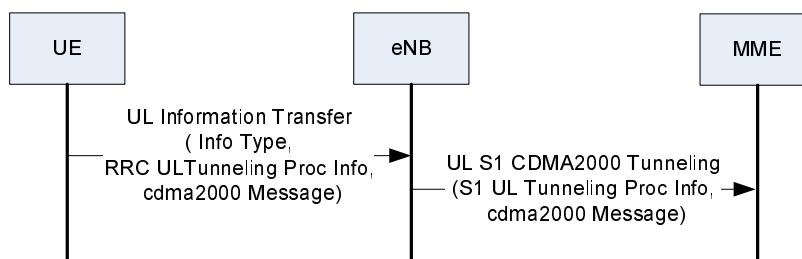 UE
eNB
MME
UL Information Transfer
( Info Type,
RRC ULTunneling Proc Info,
cdma2000 Message)
UL S1 CDMA2000 Tunneling
(S1 UL Tunneling Proc Info,
cdma2000 Message)